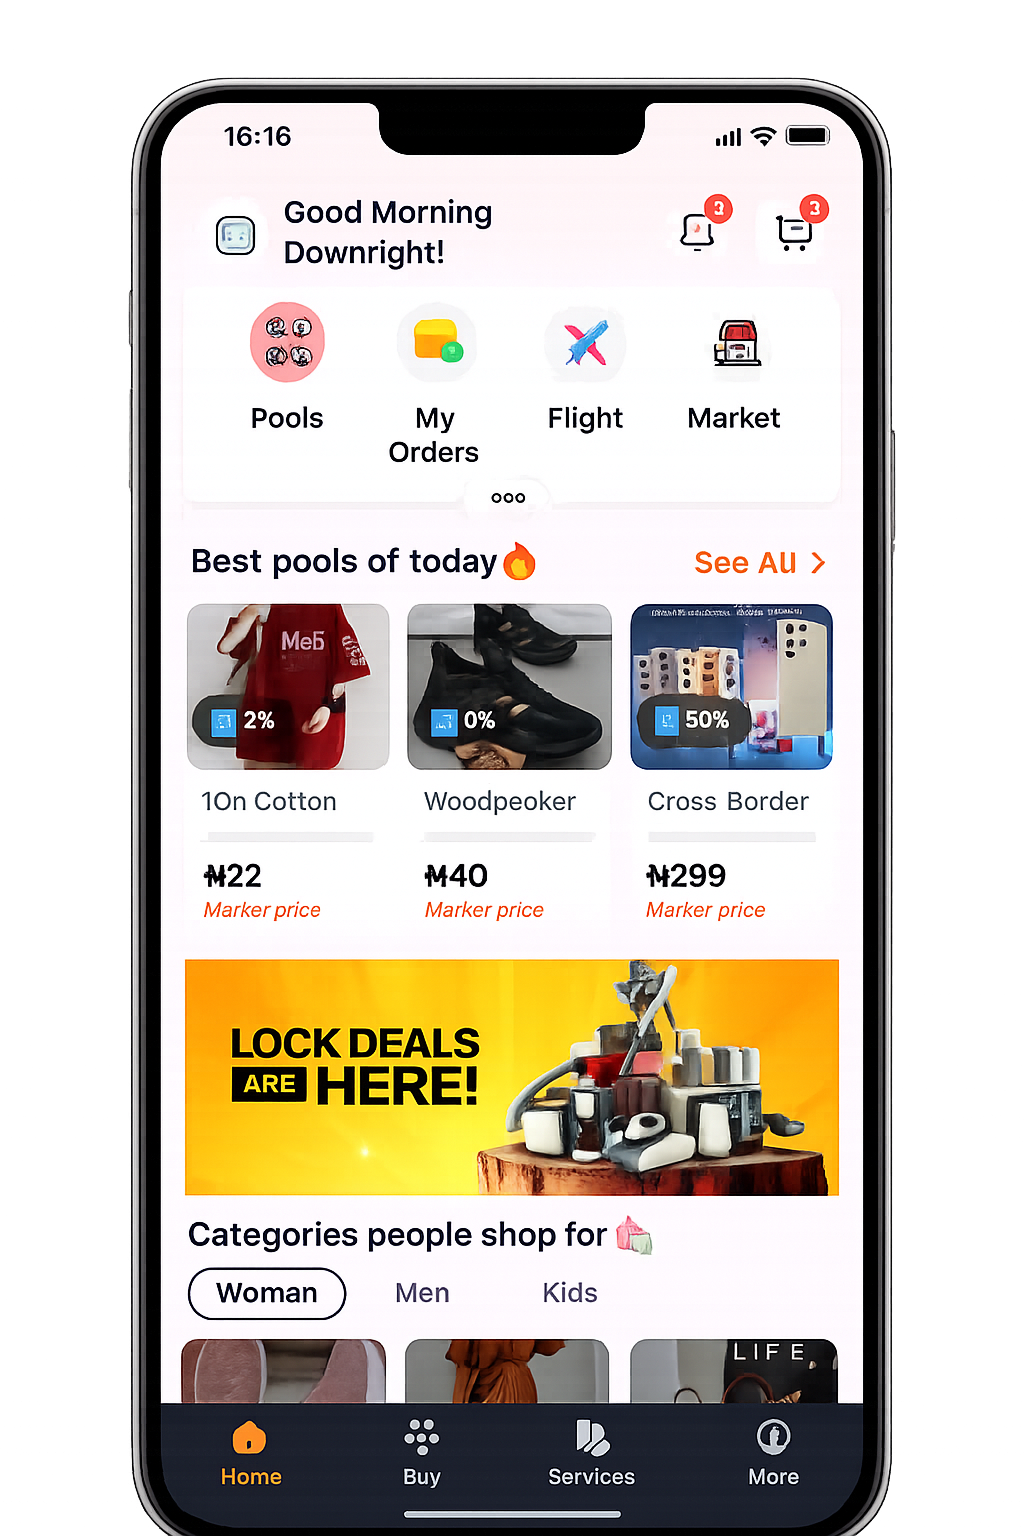 16:16
Good Morning
Downright!
3
3
Pools
My
Orders
Flight
Market
Best pools of today
See All
Meб
2%
0%
50%
1On Cotton
Woodpeoker
Cross Border
₦22
₦40
₦299
Marker price
Marker price
Marker price
LOCK DEALS
ARE HERE!
Categories people shop for
Woman
Men
Kids
LIFE
Home
Buy
Services
More